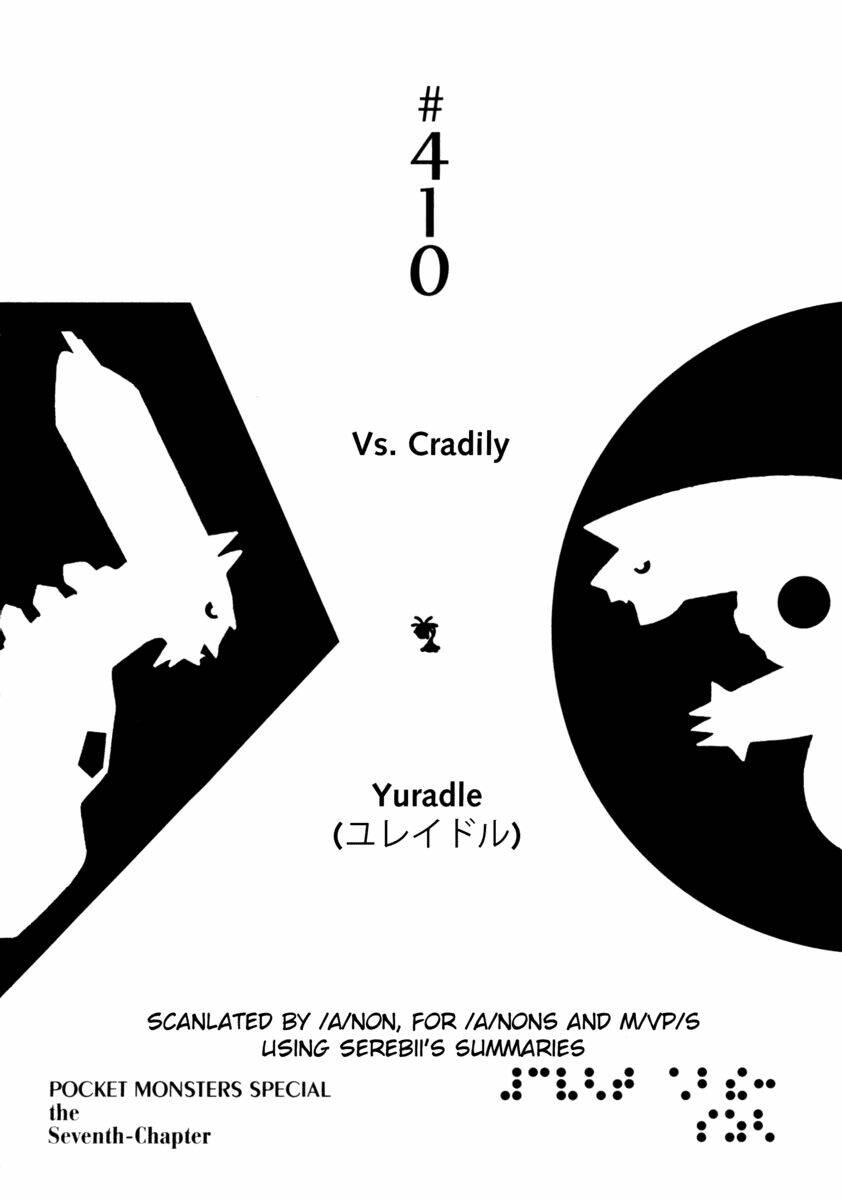 #
4
1
0
Vs. Cradily
Yuradle
(ユレイドル)
SCANLATED BY /A/NON, FOR /A/NONS AND M/VP/S
USING SEREBII'S SUMMARIES
POCKET MONSTERS SPECIAL
the
Seventh-Chapter